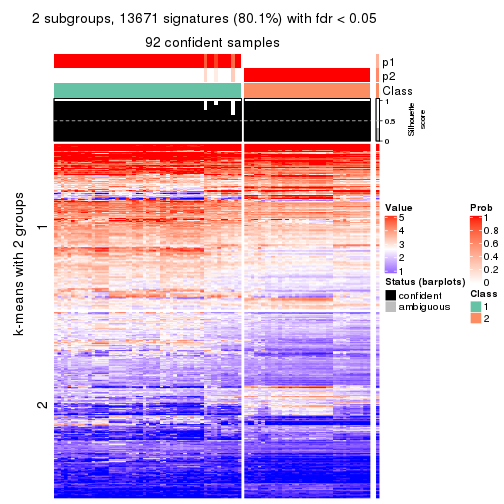 2 subgroups, 13671 signatures (80.1%) with fdr < 0.05
92 confident samples
p1
p2
Class
1
0.5
0
Silhouette
score
k-means with 2 groups
1
2
Value
5
4
3
2
1
Status (barplots)
confident
ambiguous
Prob
1
0.8
0.6
0.4
0.2
0
Class
1
2